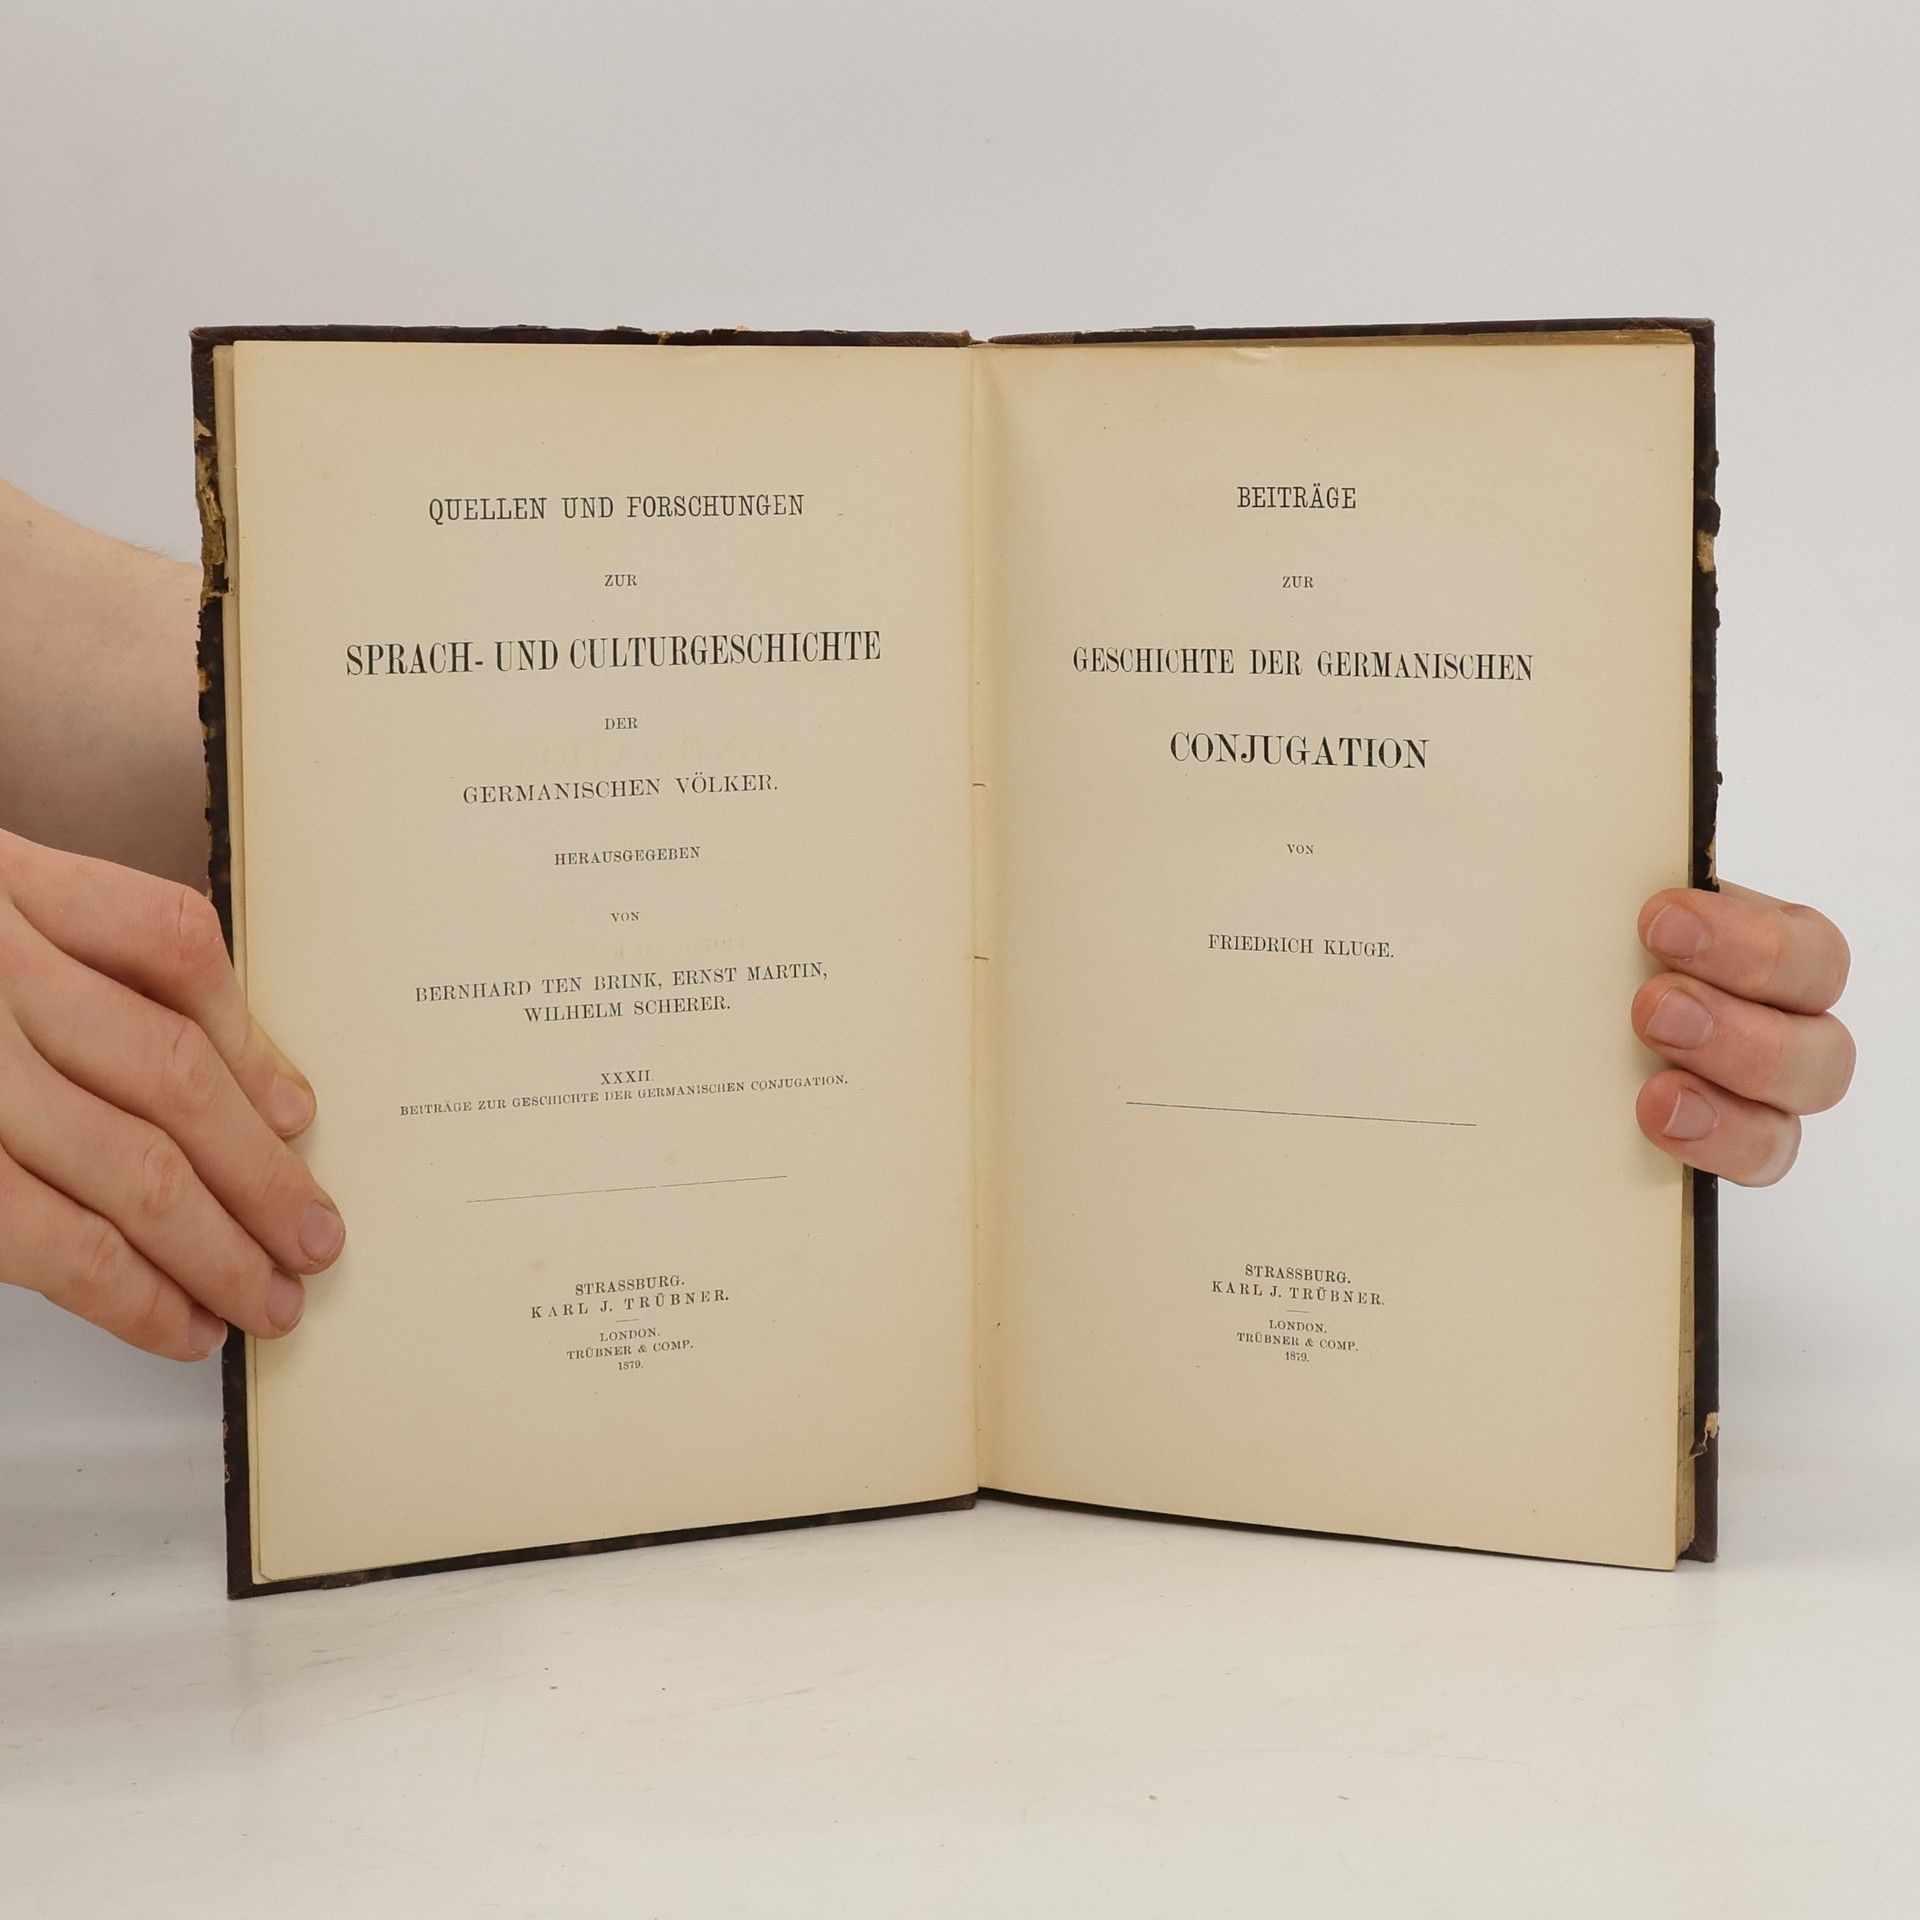 QUELLEN UND FORSCHUNGEN
ZUR
SPRACH- UND CULTURGESCHICHTE
DER
GERMANISCHEN VÖLKER.
HERAUSGEGEBEN
VON
BERNHARD TEN BRINK, ERNST MARTIN,
WILHELM SCHERER.
XXXII.
BEITRÄGE ZUR GESCHICHTE DER GERMANISCHEN CONJUGATION.
STRASSBURG.
KARL J. TRÜBNER.
LONDON.
TRÜBNER & COMP.
1879.
BEITRÄGE
ZUR
GESCHICHTE DER GERMANISCHEN
CONJUGATION
VON
FRIEDRICH KLUGE.
STRASSBURG.
KARL J. TRÜBNER.
LONDON.
TRÜBNER & COMP.
1879.